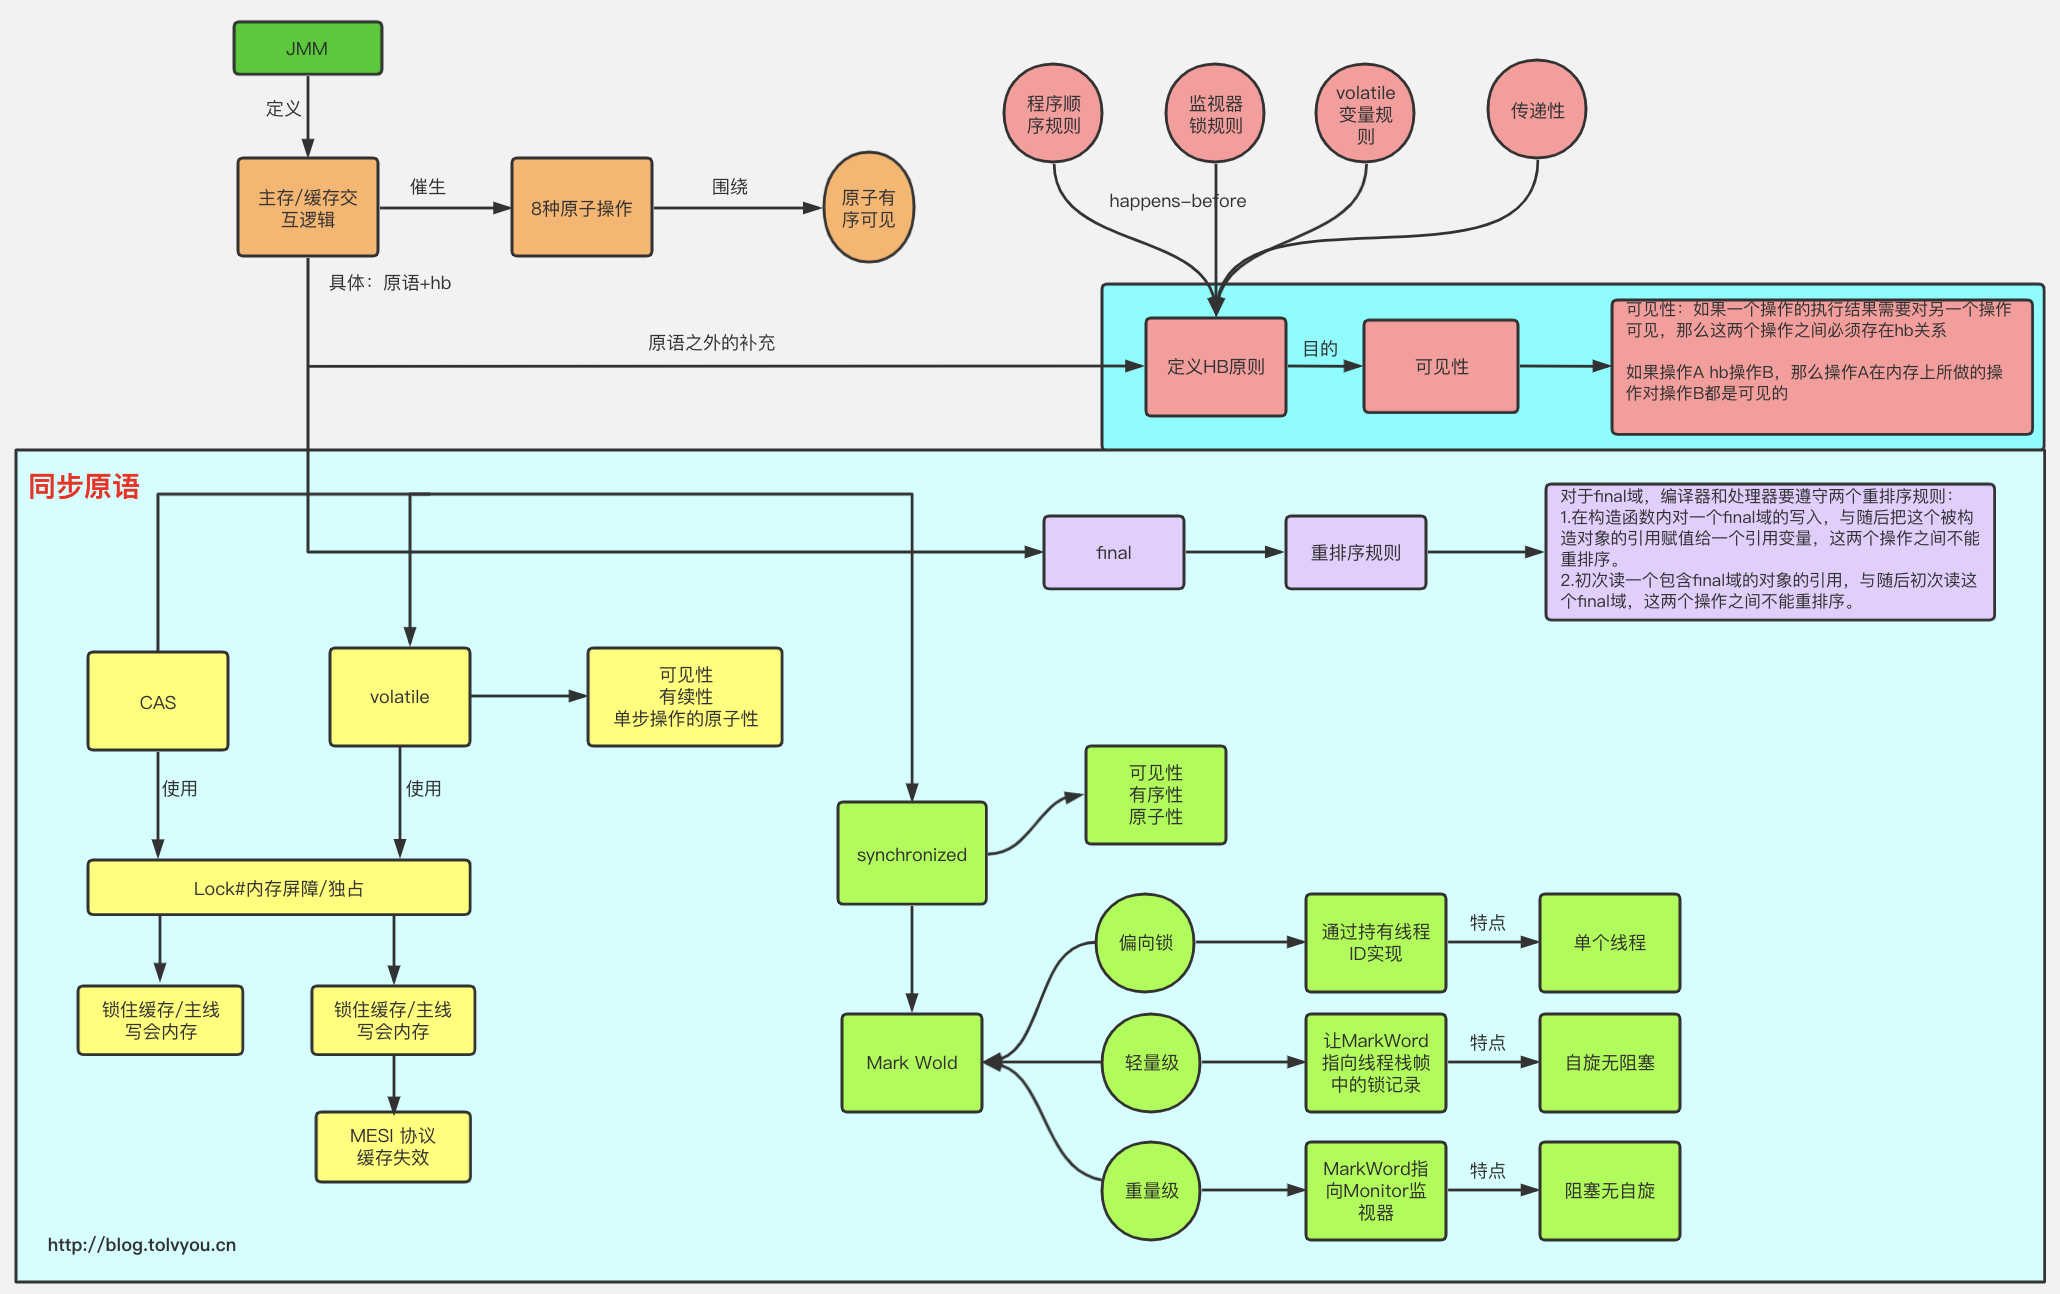 JMM
定义
主存/缓存交
互逻辑
催生
8种原子操作
围绕
原子有
序可见
具体：原语+hb
程序顺
序规则
监视器
锁规则
volatile
变量规
则
传递性
happens-before
原语之外的补充
定义HB原则
目的
可见性
可见性：如果一个操作的执行结果需要对另一个操作
可见，那么这两个操作之间必须存在hb关系
如果操作A hb操作B，那么操作A在内存上所做的操
作对操作B都是可见的
同步原语
final
重排序规则
对于final域，编译器和处理器要遵守两个重排序规则：
1.在构造函数内对一个final域的写入，与随后把这个被构
造对象的引用赋值给一个引用变量，这两个操作之间不能
重排序。
2.初次读一个包含final域的对象的引用，与随后初次读这
个final域，这两个操作之间不能重排序。
CAS
volatile
可见性
有续性
单步操作的原子性
使用
使用
Lock#内存屏障/独占
锁住缓存/主线
写会内存
锁住缓存/主线
写会内存
MESI 协议
缓存失效
synchronized
可见性
有序性
原子性
Mark Wold
偏向锁
通过持有线程
ID实现
特点
单个线程
轻量级
让MarkWord
指向线程栈帧
中的锁记录
特点
自旋无阻塞
重量级
MarkWord指
向Monitor监
视器
特点
阻塞无自旋
http://blog.tolvyou.cn